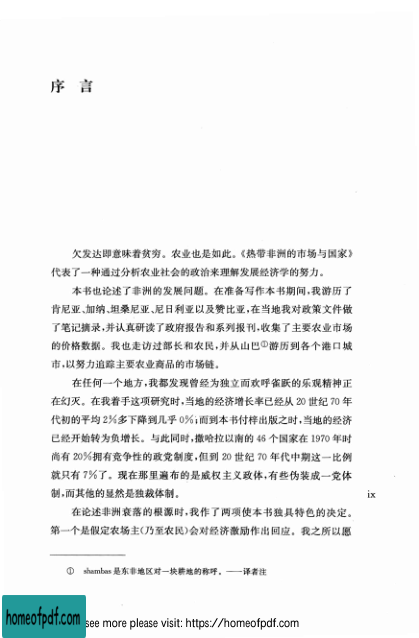 序 言
欠发达即意味着贫穷。农业也是如此。《热带非洲的市场与国家》
代表了一种通过分析农业社会的政治来理解发展经济学的努力。
本书也论述了非洲的发展问题。在准备写作本书期间,我游历了
肯尼亚、加纳、坦桑尼亚、尼日利亚以及赞比亚,在当地我对政策文件做
了笔记摘录,并认真研读了政府报告和系列报刊,收集了主要农业市场
的价格数据。我也走访过部长和农民,并从山巴①游历到各个港口城
市,以努力追踪主要农业商品的市场链。
在任何一个地方,我都发现曾经为独立而欢呼雀跃的乐观精神正
在幻灭。在我着手这项研究时,当地的经济增长率已经从 20 世纪 70 年
代初的平均 2%多下降到几乎 0%;而到本书付梓出版之时,当地的经济
已经开始转为负增长。与此同时,撒哈拉以南的 46 个国家在 1970 年时
尚有 20%拥有竞争性的政党制度,但到 20 世纪 70 年代中期这一比例
就只有 7%了。现在那里遍布的是威权主义政体,有些伪装成一党体
制,而其他的显然是独裁体制。
ix
在论述非洲衰落的根源时,我作了两项使本书独具特色的决定。
第一个是假定农场主(乃至农民)会对经济激励作出回应。我之所以愿
① shambas 是东非地区对一块耕地的称呼。——译者注
homeofpdf.com
see more please visit: https://homeofpdf.com